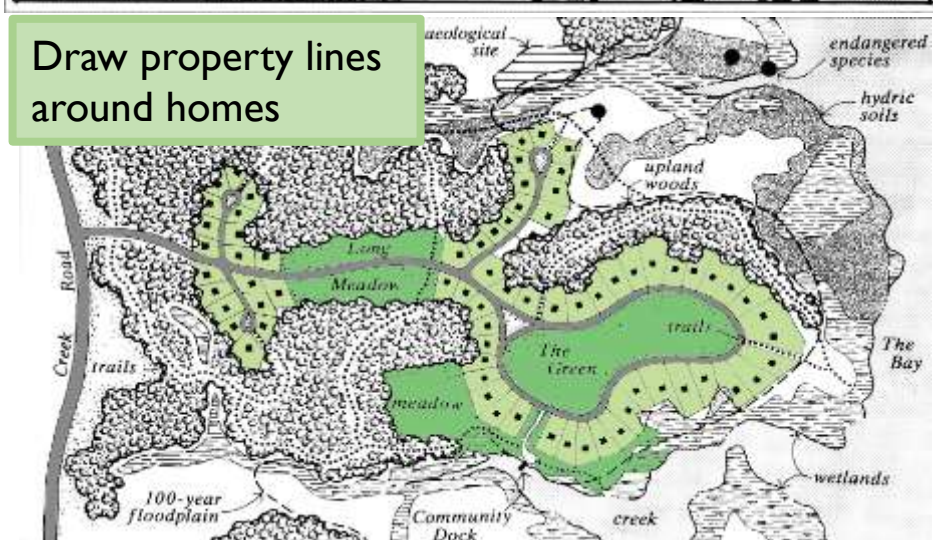 Draw property lines
around homes
aeological
site
endangered
species
hydric
soils
upland
woods
Long
Meadow
Creek Road
trails
The
Green
trails
The
Bay
meadow
wetlands
100-year
floodplain
Community
Dock
creek